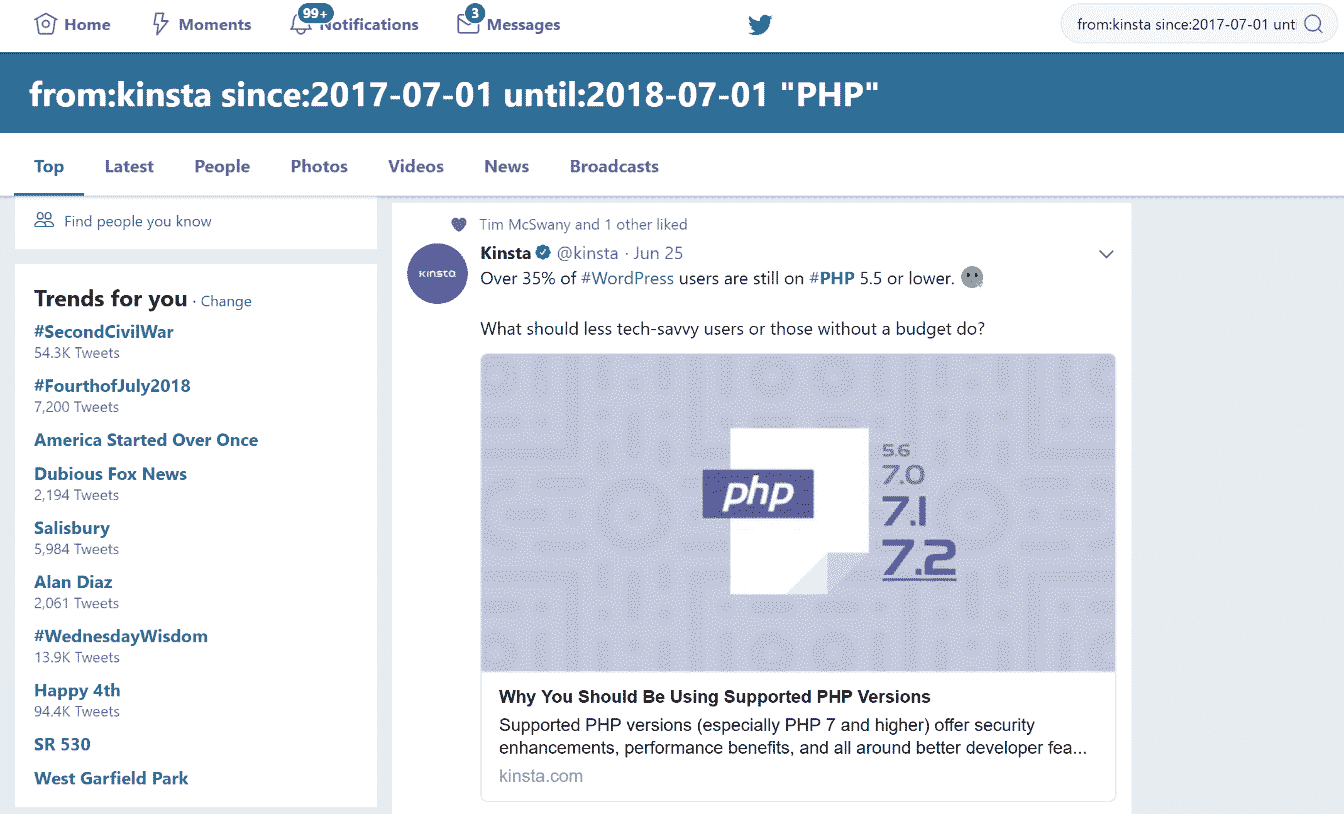 Home
Moments
99+
Notifications
3
Messages
from:kinsta since:2017-07-01 unti
from:kinsta since:2017-07-01 until:2018-07-01 "PHP"
Top
Latest
People
Photos
Videos
News
Broadcasts
Find people you know
Trends for you · Change
#SecondCivilWar
54.3K Tweets
#FourthofJuly2018
7,200 Tweets
America Started Over Once
Dubious Fox News
2,194 Tweets
Salisbury
5,984 Tweets
Alan Diaz
2,061 Tweets
#WednesdayWisdom
13.9K Tweets
Happy 4th
94.4K Tweets
SR 530
West Garfield Park
Tim McSwany and 1 other liked
KINSTA
Kinsta @kinsta · Jun 25
Over 35% of #WordPress users are still on #PHP 5.5 or lower.
What should less tech-savvy users or those without a budget do?
php
5.6
7.0
7.1
7.2
Why You Should Be Using Supported PHP Versions
Supported PHP versions (especially PHP 7 and higher) offer security
enhancements, performance benefits, and all around better developer fea...
kinsta.com